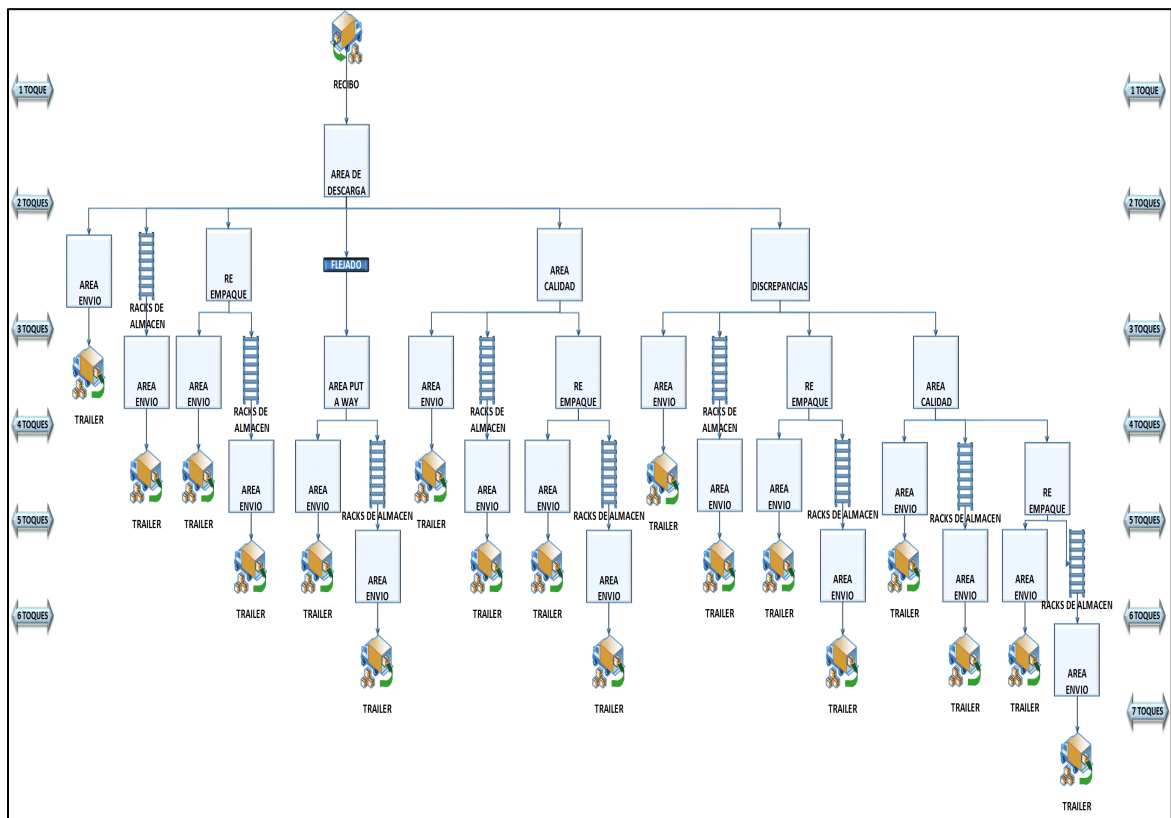 RECIBO
1 TOQUE
1 TOQUE
AREA DE
DESCARGA
2 TOQUES
2 TOQUES
AREA
ENVIO
RACKS DE
ALMACEN
RE
EMPAQUE
FLEJADO
AREA
CALIDAD
DISCREPANCIAS
3 TOQUES
3 TOQUES
TRAILER
AREA
ENVIO
AREA
ENVIO
RACKS DE
ALMACEN
AREA PUT
A WAY
AREA
ENVIO
RACKS DE
ALMACEN
RE
EMPAQUE
AREA
ENVIO
RACKS DE
ALMACEN
RE
EMPAQUE
AREA
CALIDAD
4 TOQUES
4 TOQUES
TRAILER
TRAILER
AREA
ENVIO
AREA
ENVIO
RACKS DE ALMACEN
TRAILER
AREA
ENVIO
AREA
ENVIO
RACKS DE ALMACEN
TRAILER
AREA
ENVIO
AREA
ENVIO
RACKS DE ALMACEN
AREA
ENVIO
RACKS DE ALMACEN
RE
EMPAQUE
5 TOQUES
5 TOQUES
TRAILER
TRAILER
AREA
ENVIO
TRAILER
TRAILER
AREA
ENVIO
TRAILER
TRAILER
AREA
ENVIO
TRAILER
AREA
ENVIO
AREA
ENVIO
RACKS DE ALMACEN
6 TOQUES
6 TOQUES
TRAILER
TRAILER
TRAILER
TRAILER
TRAILER
AREA
ENVIO
7 TOQUES
TRAILER